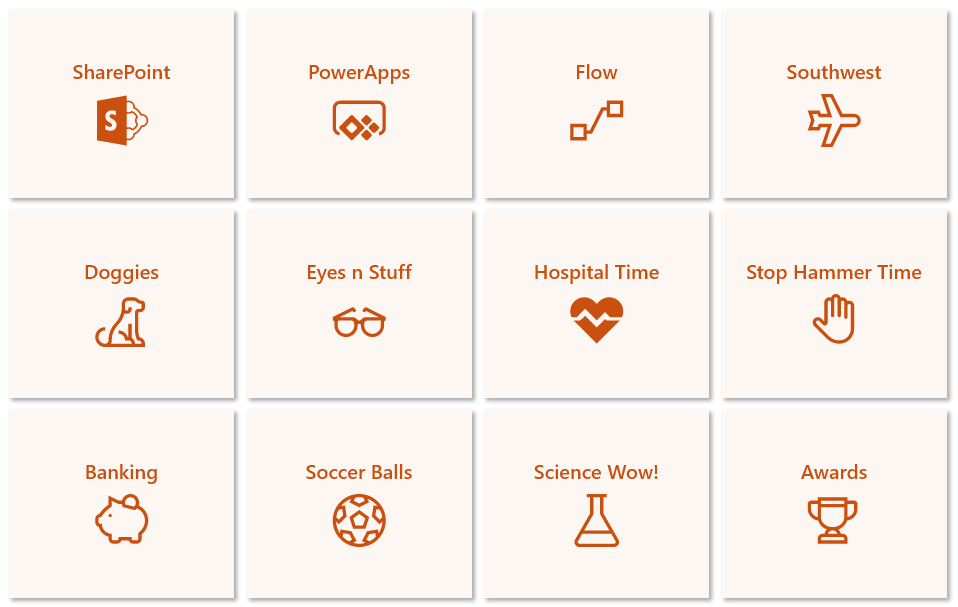 SharePoint
PowerApps
Flow
Southwest
S
Doggies
Eyes n Stuff
Hospital Time
Stop Hammer Time
Banking
Soccer Balls
Science Wow!
Awards